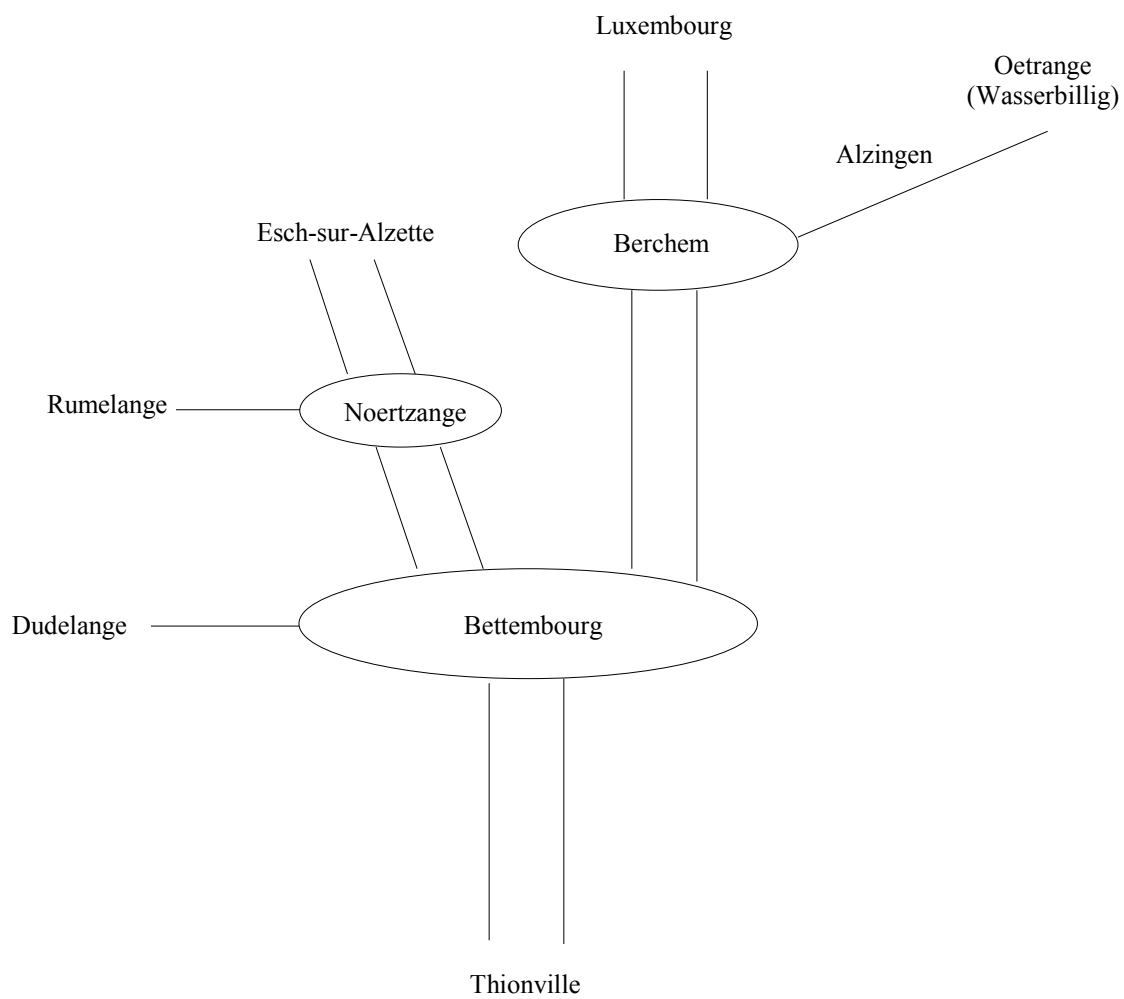 Luxembourg
Oetrange
(Wasserbillig)
Alzingen
Esch-sur-Alzette
Berchem
Rumelange
Noertzange
Dudelange
Bettembourg
Thionville